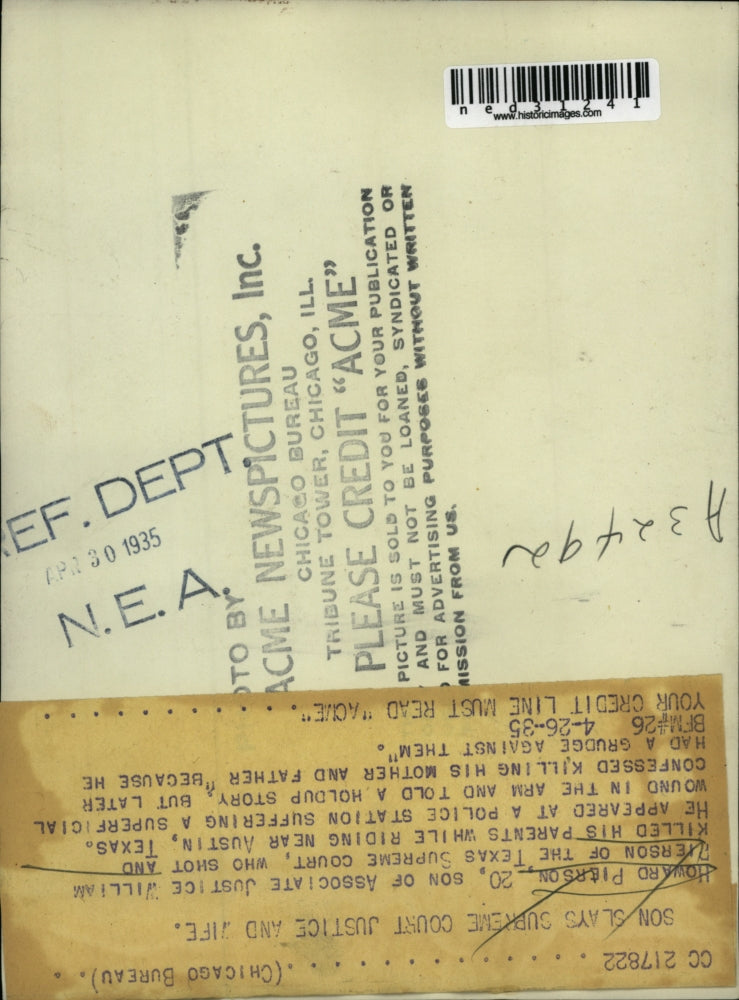 ned31241
www.historicimages.com
REF. DEPT.
APR 30 1935
N.E.A.
OTO BY
ACME NEWSPICTURES, Inc.
CHICAGO BUREAU
TRIBUNE TOWER, CHICAGO, ILL.
PLEASE CREDIT "ACME"
PICTURE IS SOLD TO YOU FOR YOUR PUBLICATION
AND MUST NOT BE LOANED, SYNDICATED OR
FOR ADVERTISING PURPOSES WITHOUT WRITTEN
MISSION FROM US.
A32492
CC 217822 . . . . . . . . . . . . (CHICAGO BUREAU) . .
SON SLAYS SUPREME COURT JUSTICE AND WIFE.
HOWARD PIERSON, 20, SON OF ASSOCIATE JUSTICE WILLIAM
PIERSON OF THE TEXAS SUPREME COURT, WHO SHOT AND
KILLED HIS PARENTS WHILE RIDING NEAR AUSTIN, TEXAS.
HE APPEARED AT A POLICE STATION SUFFERING A SUPERFICIAL
WOUND IN THE ARM AND TOLD A HOLDUP STORY, BUT LATER
CONFESSED KILLING HIS MOTHER AND FATHER "BECAUSE HE
HAD A GRUDGE AGAINST THEM".
BFM#26 4-26-35
YOUR CREDIT LINE MUST READ "ACME". . . . . . . . . .